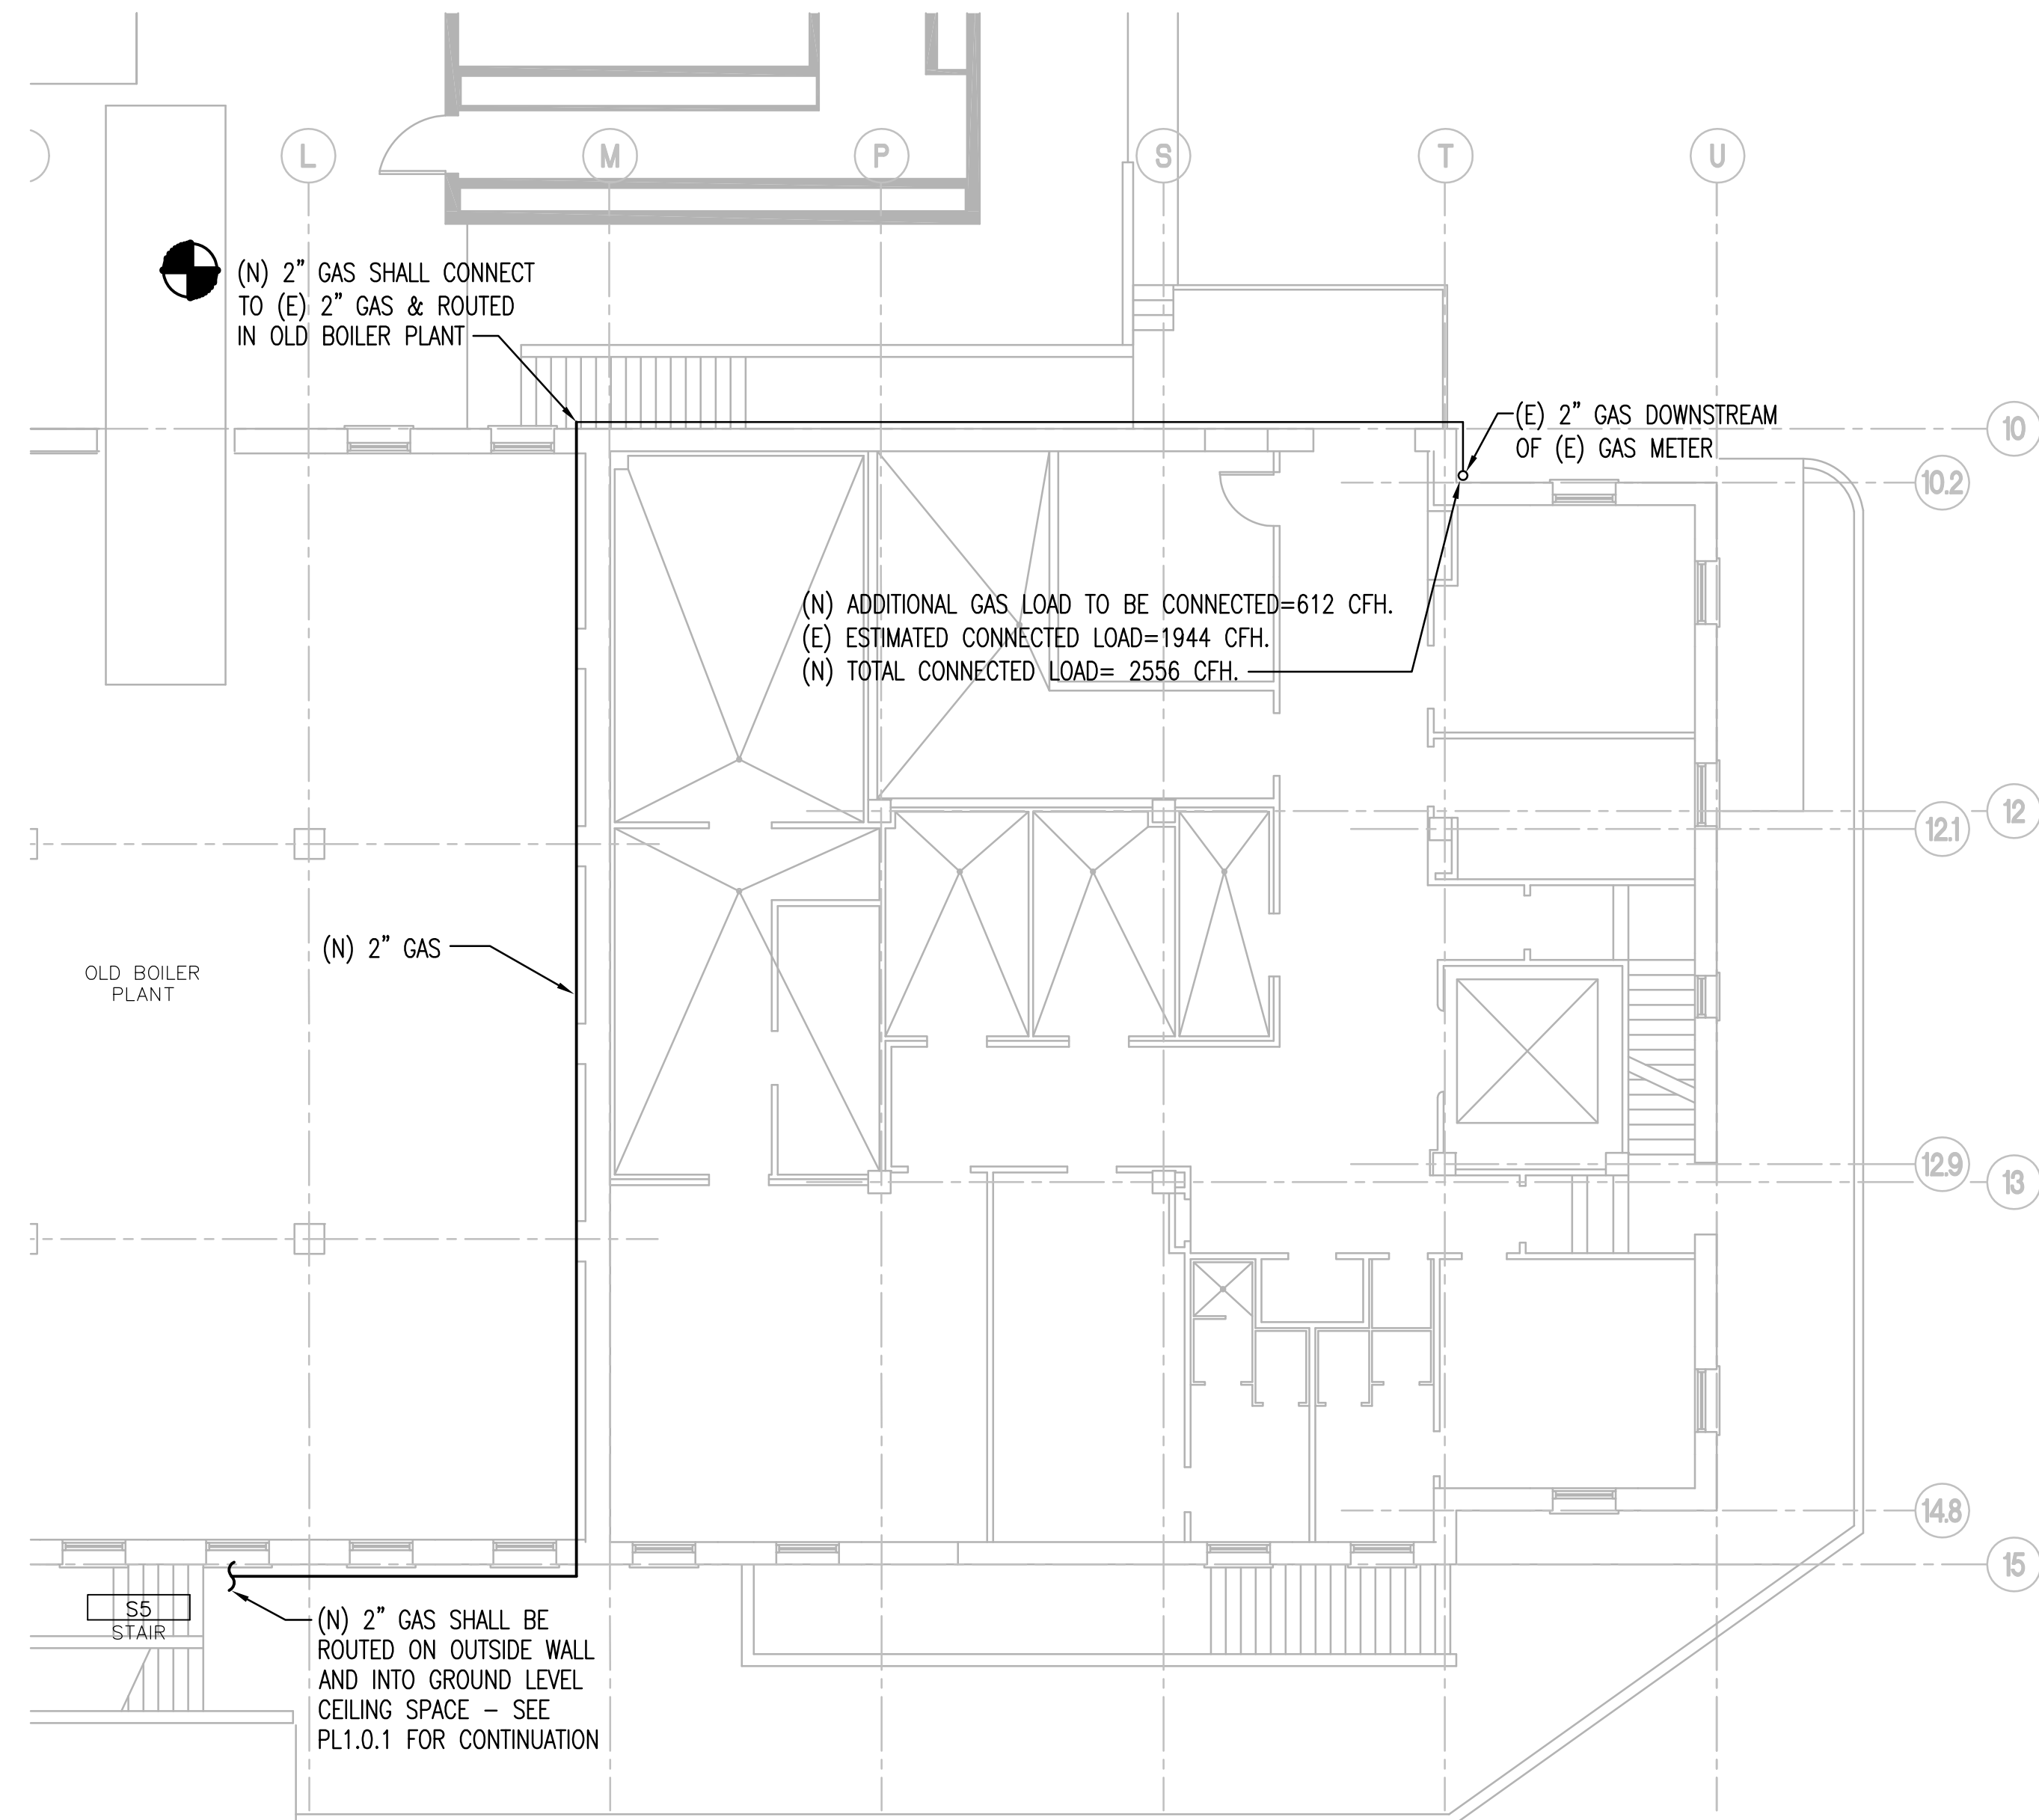 L
M
P
S
T
U
(N) 2" GAS SHALL CONNECT
TO (E) 2" GAS & ROUTED
IN OLD BOILER PLANT
(E) 2" GAS DOWNSTREAM
OF (E) GAS METER
10
10.2
(N) ADDITIONAL GAS LOAD TO BE CONNECTED=612 CFH.
(E) ESTIMATED CONNECTED LOAD=1944 CFH.
(N) TOTAL CONNECTED LOAD= 2556 CFH.
12
12.1
(N) 2" GAS
OLD BOILER
PLANT
12.9
13
14.8
15
S5
STAIR
(N) 2" GAS SHALL BE
ROUTED ON OUTSIDE WALL
AND INTO GROUND LEVEL
CEILING SPACE – SEE
PL1.0.1 FOR CONTINUATION